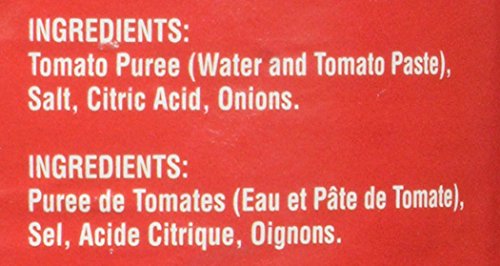 INGREDIENTS:
Tomato Puree (Water and Tomato Paste),
Salt, Citric Acid, Onions.
INGREDIENTS:
Puree de Tomates (Eau et Pâte de Tomate),
Sel, Acide Citrique, Oignons.